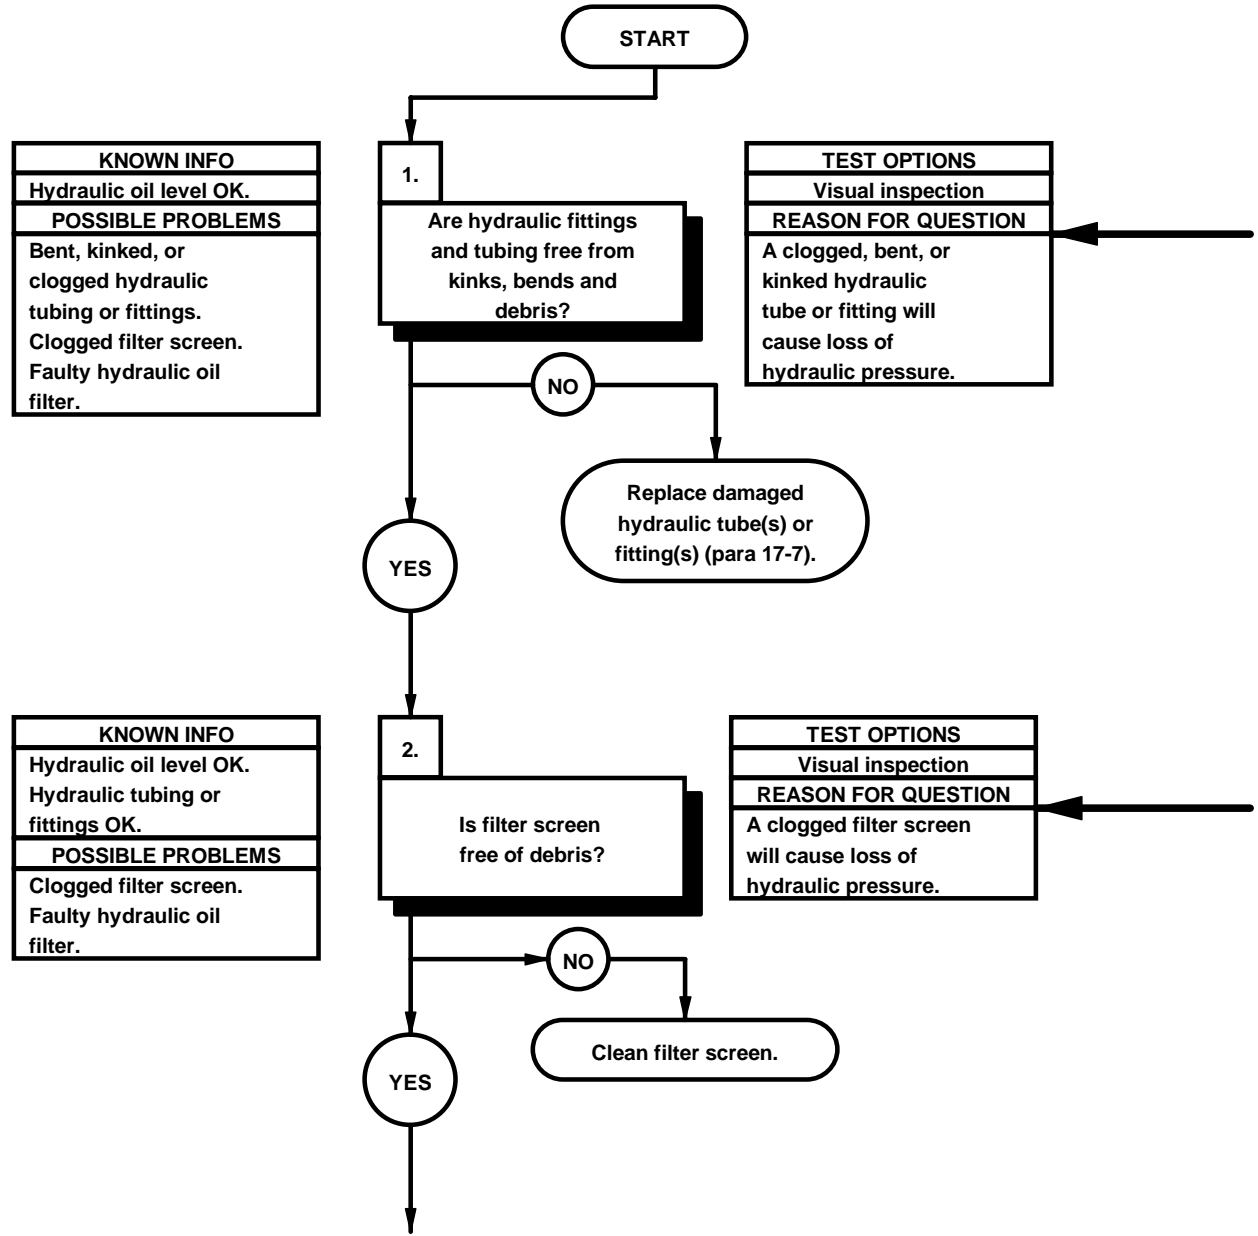 START
KNOWN INFO
Hydraulic oil level OK.
POSSIBLE PROBLEMS
Bent, kinked, or
clogged hydraulic
tubing or fittings.
Clogged filter screen.
Faulty hydraulic oil
filter.
1.
Are hydraulic fittings
and tubing free from
kinks, bends and
debris?
TEST OPTIONS
Visual inspection
REASON FOR QUESTION
A clogged, bent, or
kinked hydraulic
tube or fitting will
cause loss of
hydraulic pressure.
NO
Replace damaged
hydraulic tube(s) or
fitting(s) (para 17-7).
YES
KNOWN INFO
Hydraulic oil level OK.
Hydraulic tubing or
fittings OK.
POSSIBLE PROBLEMS
Clogged filter screen.
Faulty hydraulic oil
filter.
2.
Is filter screen
free of debris?
TEST OPTIONS
Visual inspection
REASON FOR QUESTION
A clogged filter screen
will cause loss of
hydraulic pressure.
NO
Clean filter screen.
YES